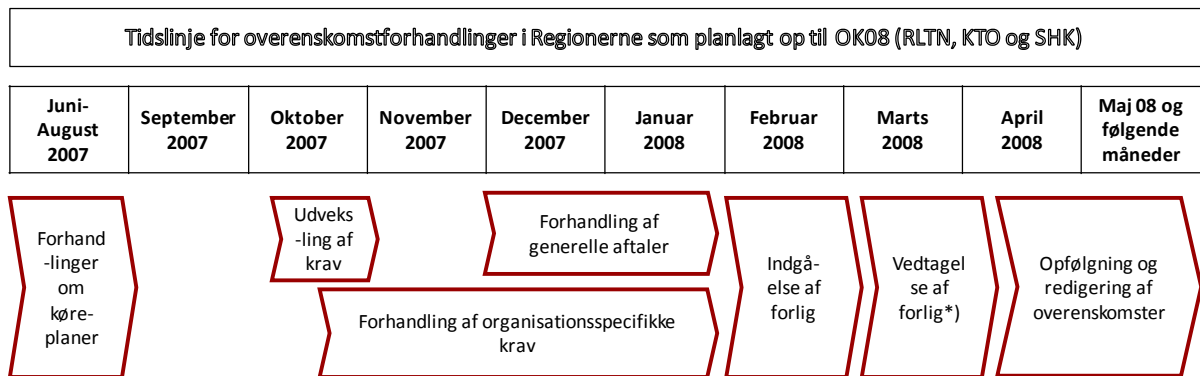 Tidslinje for overenskomstforhandlinger i Regionerne som planlagt op til OK08 (RLTN, KTO og SHK)
Juni-
August
2007
September
2007
Oktober
2007
November
2007
December
2007
Januar
2008
Februar
2008
Marts
2008
April
2008
Maj 08 og
følgende
måneder
Forhand
-linger
om
køre-
planer
Udveks
-ling af
krav
Forhandling af
generelle aftaler
Forhandling af organisationsspecifikke
krav
Indgå-
else af
forlig
Vedtagel
se af
forlig*)
Opfølgning og
redigering af
overenskomster